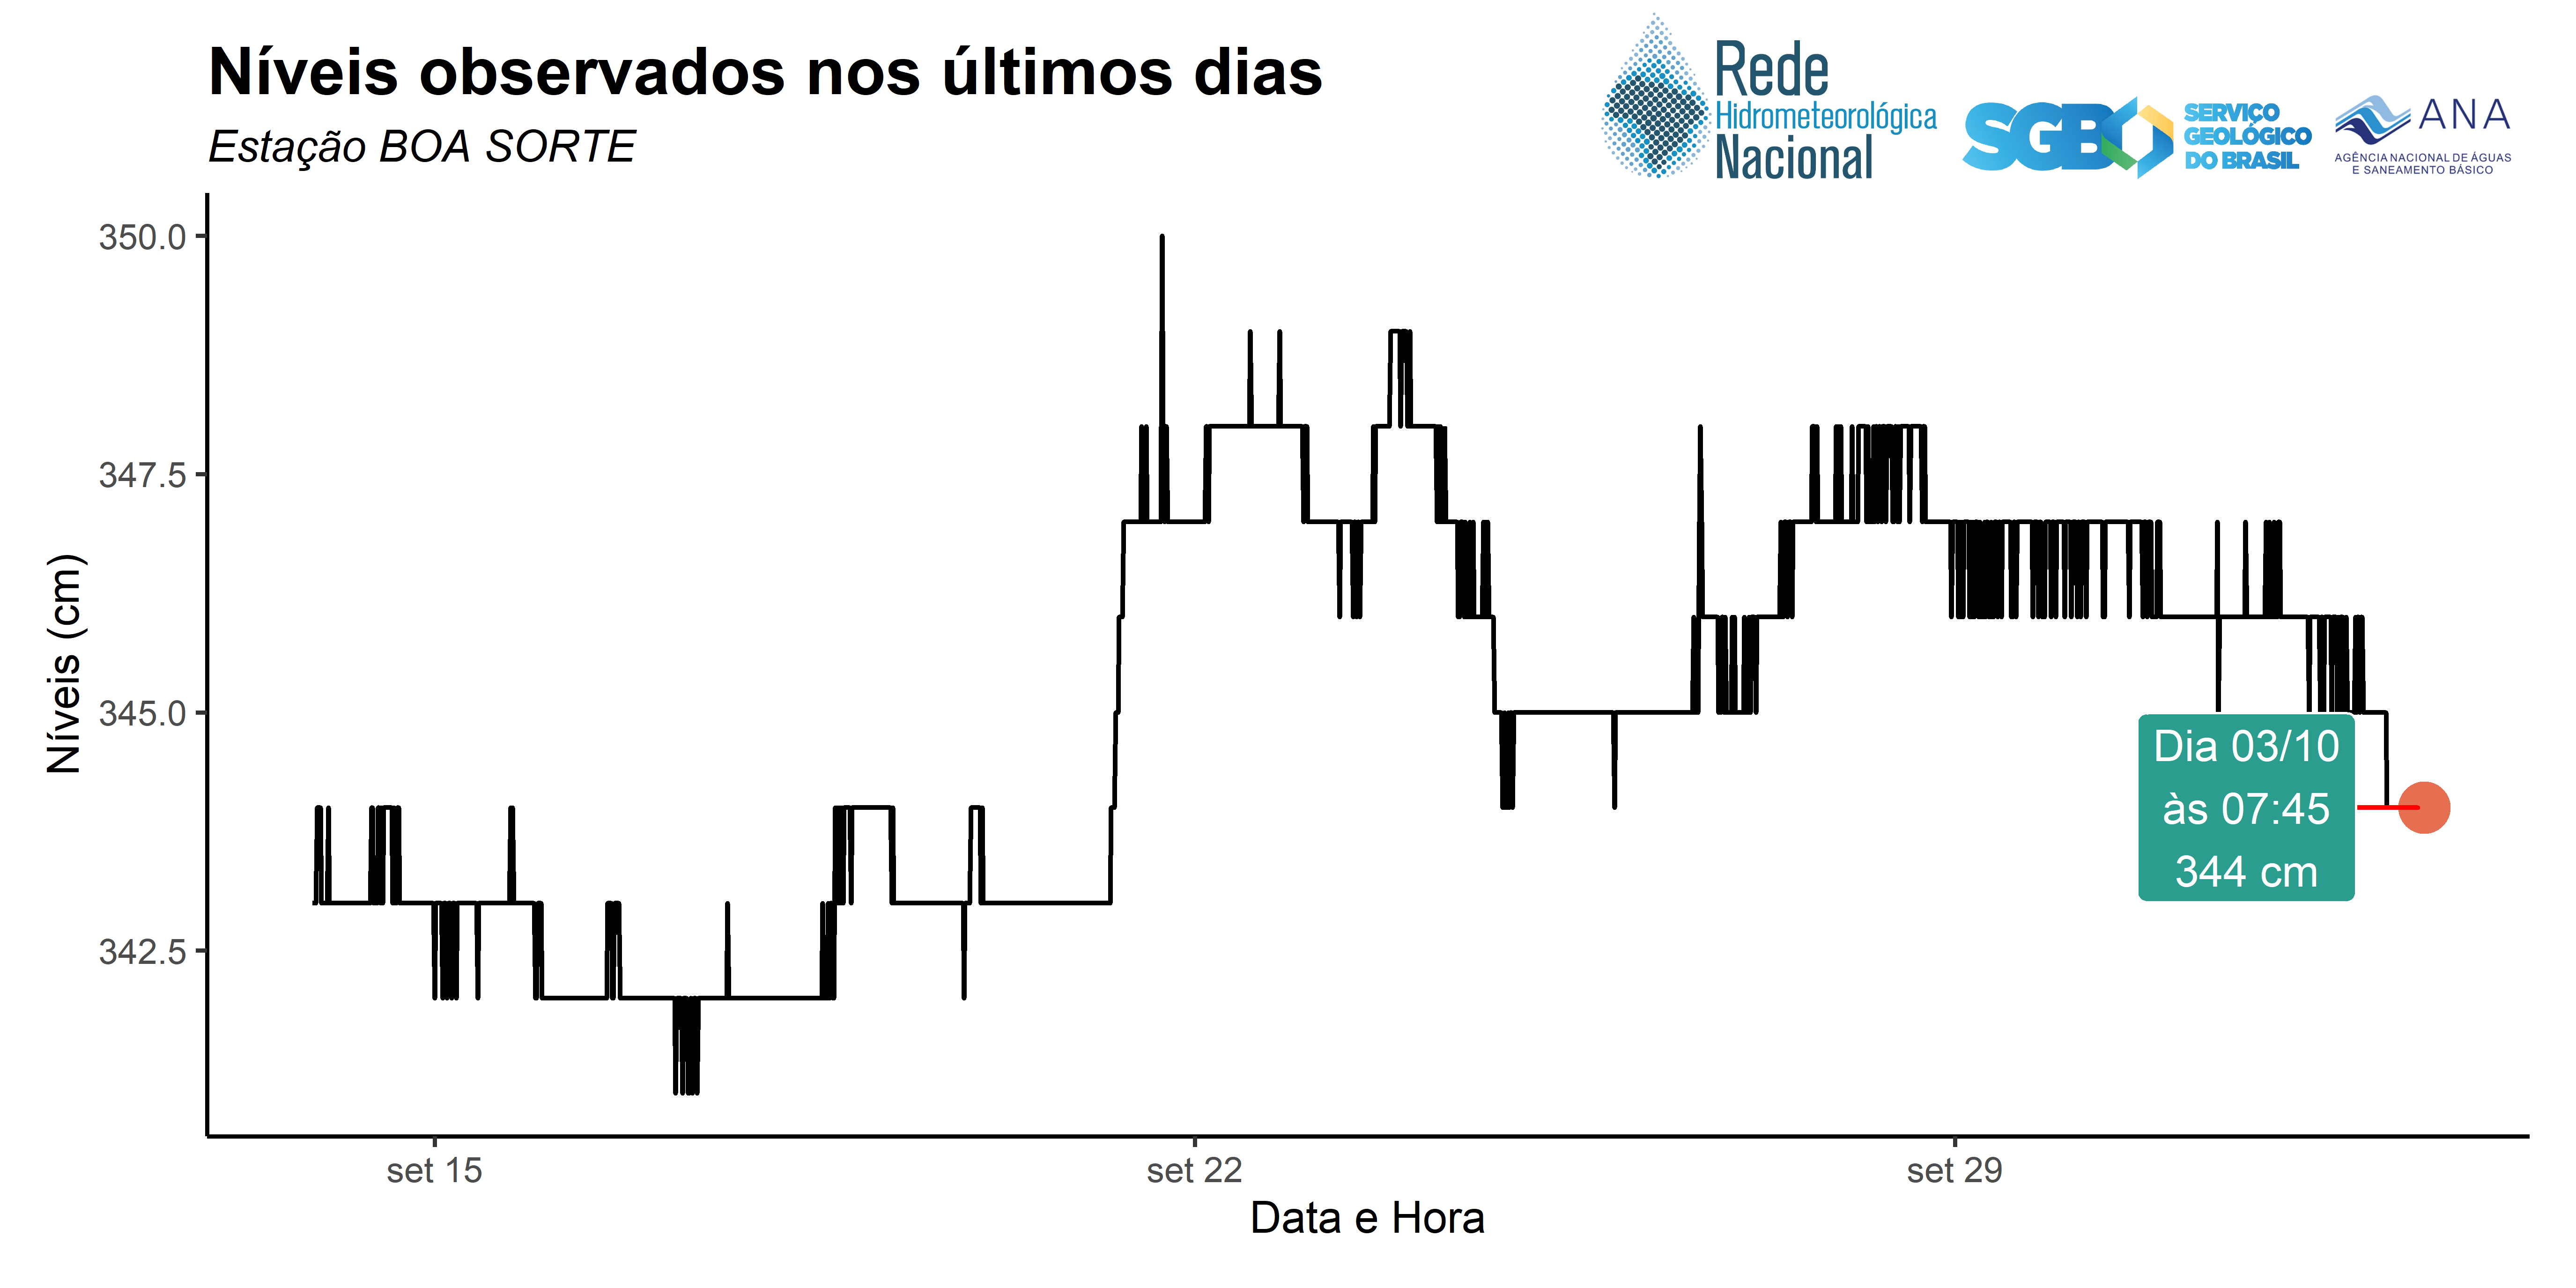 Níveis observados nos últimos dias
Estação BOA SORTE
Rede
Hidrometeorológica
Nacional
SGB
SERVIÇO
GEOLÓGICO
DO BRASIL
ANA
AGÊNCIA NACIONAL DE ÁGUAS
E SANEAMENTO BÁSICO
Níveis (cm)
350.0
347.5
345.0
342.5
Dia 03/10
às 07:45
344 cm
set 15
set 22
set 29
Data e Hora